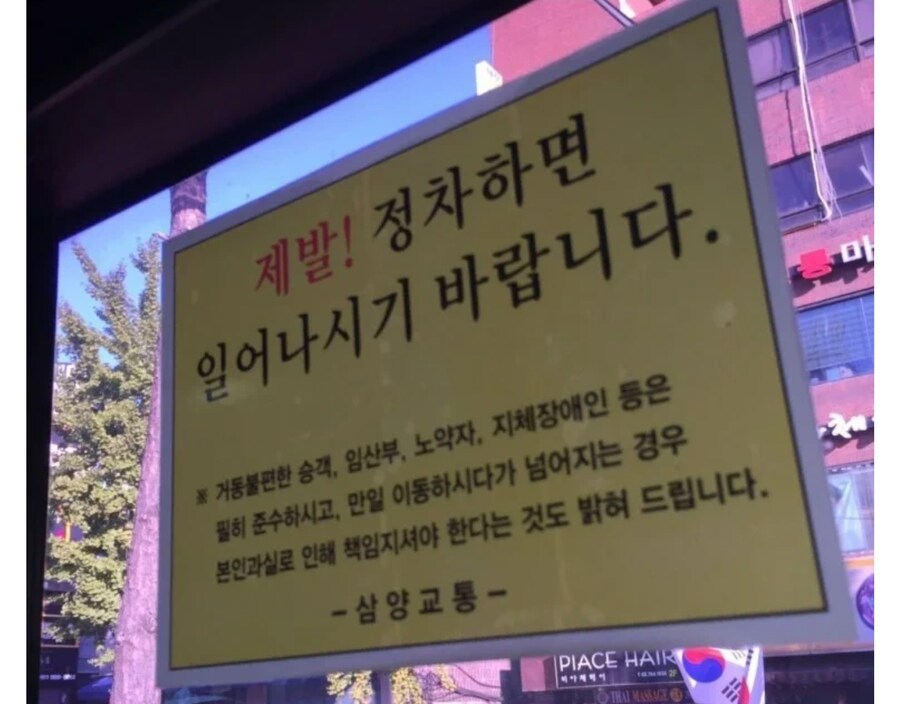 제발! 정차하면
일어나시기 바랍니다.
※ 거동불편한 승객, 임산부, 노약자, 지체장애인 등은
필히 준수하시고, 만일 이동하시다가 넘어지는 경우
본인과실로 인해 책임지셔야 한다는 것도 밝혀 드립니다.
-삼양교통-
통마
PIACE HAIR
THAI MASSAGE